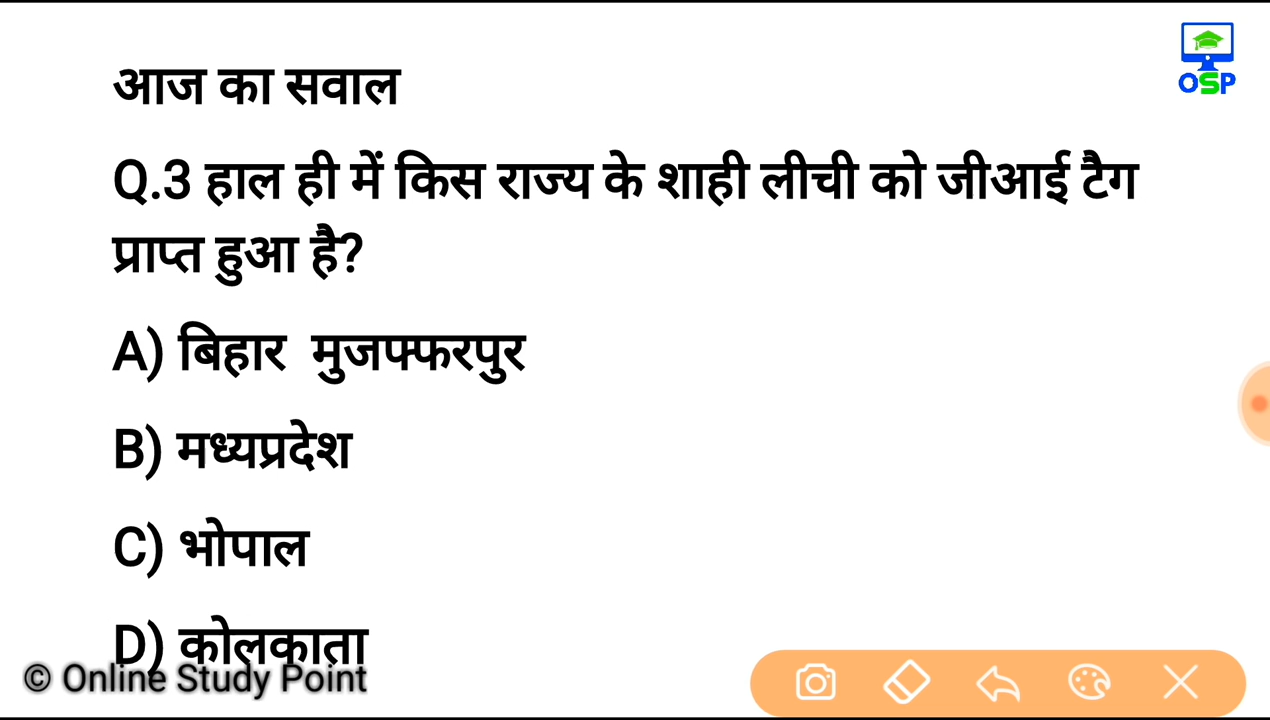 OSP
आज का सवाल
Q.3 हाल ही में किस राज्य के शाही लीची को जीआई टैग
प्राप्त हुआ है?
A) बिहार मुजफ्फरपुर
B) मध्यप्रदेश
C) भोपाल
D) कोलकाता
© Online Study Point